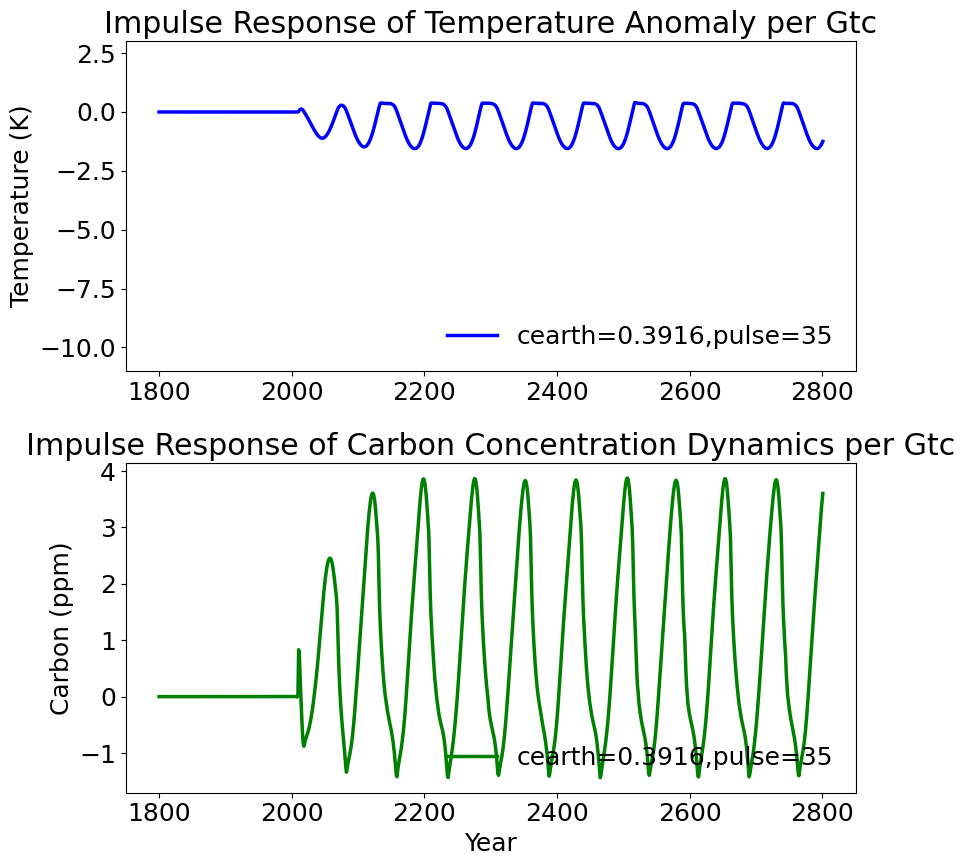 Impulse Response of Temperature Anomaly per Gtc
Temperature (K)
2.5
0.0
−2.5
−5.0
−7.5
−10.0
cearth=0.3916,pulse=35
1800 2000 2200 2400 2600 2800
Impulse Response of Carbon Concentration Dynamics per Gtc
Carbon (ppm)
4
3
2
1
0
−1
cearth=0.3916,pulse=35
1800 2000 2200 2400 2600 2800
Year